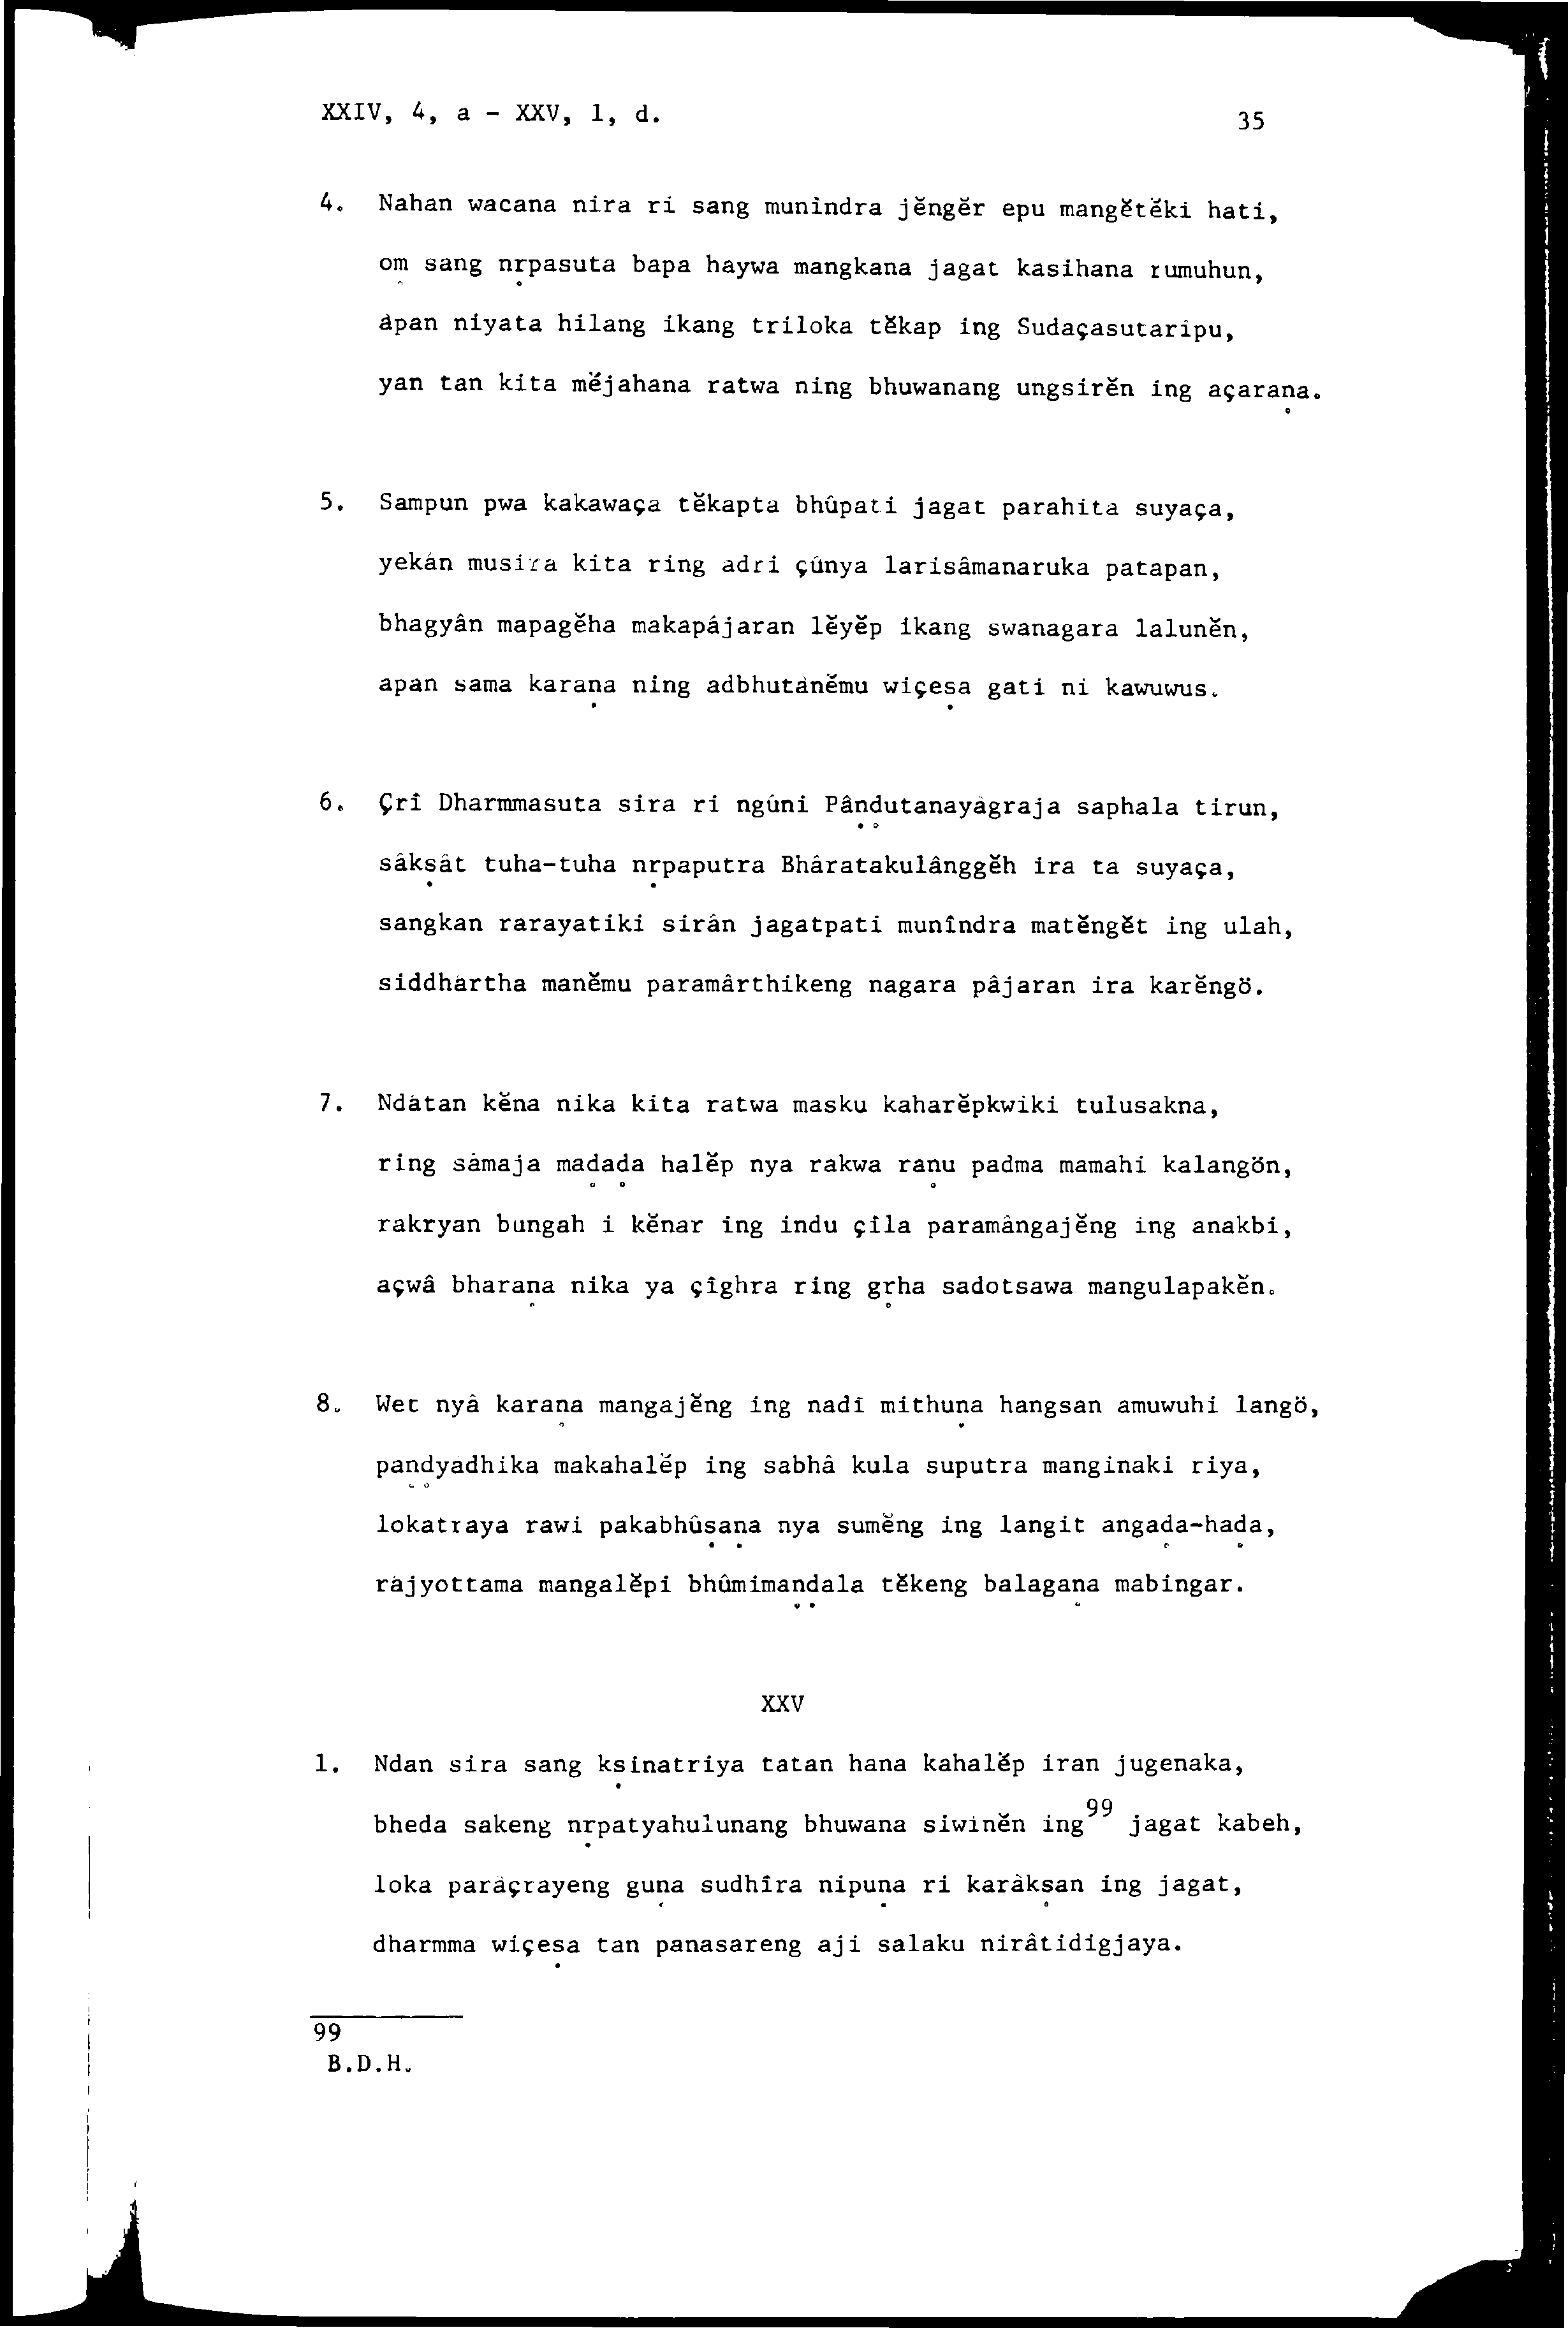 XXIV, 4, a - XXV, 1, d.
35
4. Nahan wacana nira ri sang munindra jĕngĕr epu mangĕtĕki hati,
oṃ sang nṛpasuta bapa haywa mangkana jagat kasihana rumuhun,
âpan niyata hilang ikang triloka tĕkap ing Sudaçasutaripu,
yan tan kita mĕjahana ratwa ning bhuwanang ungsirĕn ing açaraṇa.
5. Sampun pwa kakawaça tĕkapta bhûpati jagat parahita suyaça,
yekân musira kita ring adri çûnya larisâmanaruka patapan,
bhagyân mapagĕha makapâjaran lĕyĕp ikang swanagara lalunĕn,
apan sama karaṇa ning adbhutânĕmu wiçeṣa gati ni kawuwus.
6. Çrî Dharmmasuta sira ri ngûni Pâṇḍutanayâgraja saphala tirun,
sâkṣât tuha-tuha nṛpaputra Bhâratakulânggĕh ira ta suyaça,
sangkan rarayatiki sirân jagatpati munîndra matĕngĕt ing ulah,
siddhârtha manĕmu paramârthikeng nagara pâjaran ira karĕngö.
7. Ndâtan kĕna nika kita ratwa masku kaharĕpkwiki tulusakna,
ring sâmaja maḍaḍa halĕp nya rakwa raṇu padma mamahi kalangön,
rakryan bungah i kĕnar ing indu çîla paramângajĕng ing anakbi,
açwâ bharaṇa nika ya çîghra ring gṛha sadotsawa mangulapakĕn.
8. Wet nyâ karaṇa mangajĕng ing nadî mithuṇa hangsan amuwuhi langö,
paṇḍyadhika makahalĕp ing sabhâ kula suputra manginaki riya,
lokatraya rawi pakabhûṣaṇa nya sumĕng ing langit angaḍa-haḍa,
râjyottama mangalĕpi bhûmimaṇḍala tĕkeng balagaṇa mabingar.
XXV
1. Ndan sira sang kṣinatriya tatan hana kahalĕp iran jugenaka,
bheda sakeng nṛpatyahulunang bhuwana siwinĕn ing99 jagat kabeh,
loka parâçrayeng guṇa sudhîra nipuṇa ri karâkṣan ing jagat,
dharmma wiçeṣa tan panasareng aji salaku nirâtidigjaya.
99
B.D.H.